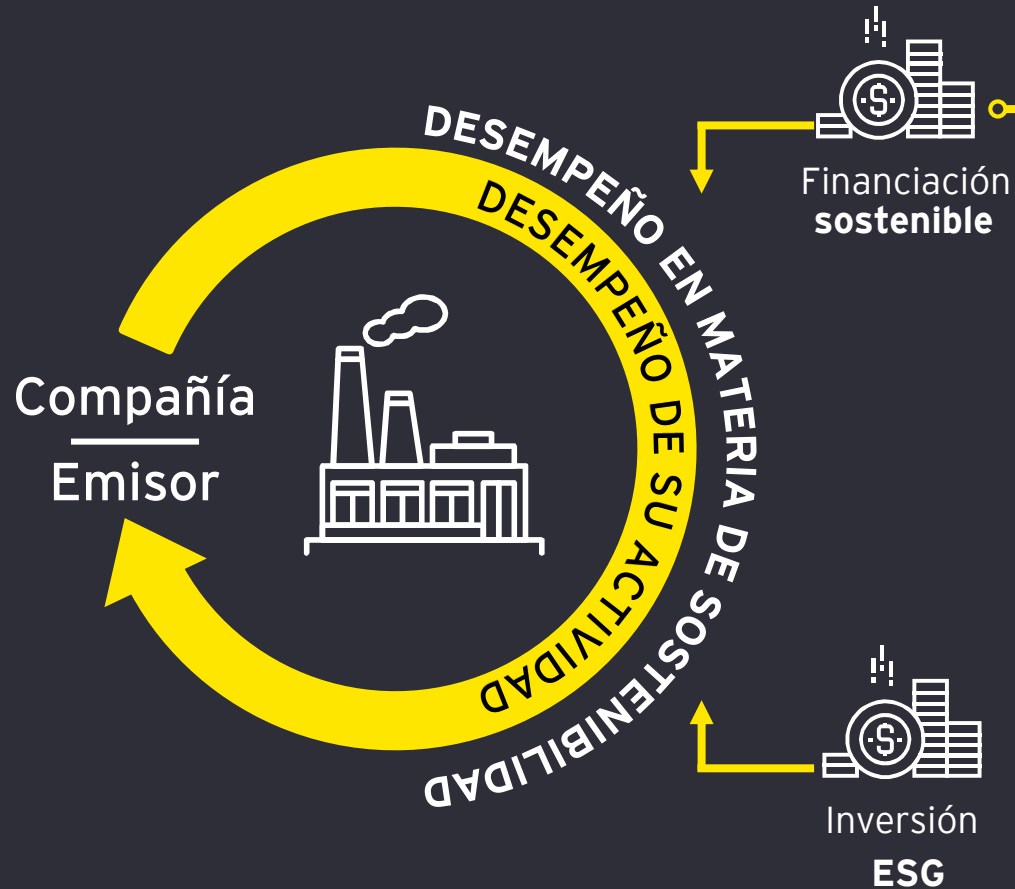 DESEMPEÑO EN MATERIA DE SOSTENIBILIDAD
DESEMPEÑO DE SU ACTIVIDAD
Compañía
Emisor
Financiación
sostenible
Inversión
ESG